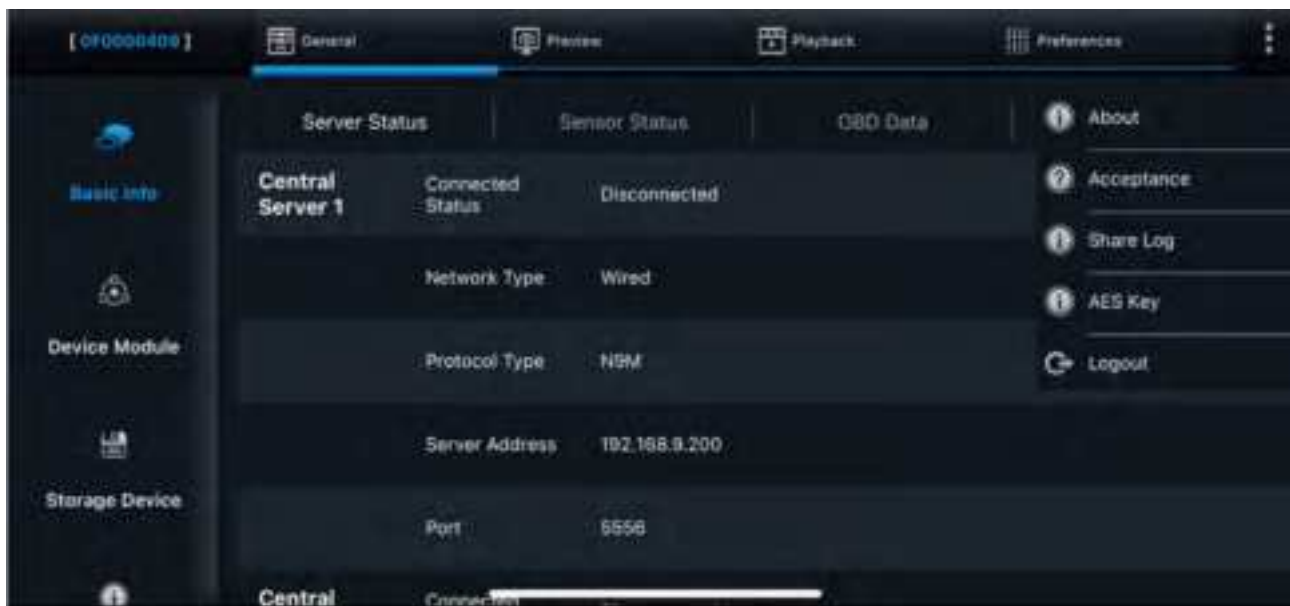 General
Preview
Playback
Preferences
Basic Info
Device Module
Storage Device
Server Status
Sensor Status
OBD Data
Central
Server 1
Connected
Status
Disconnected
Network Type
Wired
Protocol Type
N9M
Server Address
192.168.9.200
Port
5556
Central
About
Acceptance
Share Log
AES Key
Logout